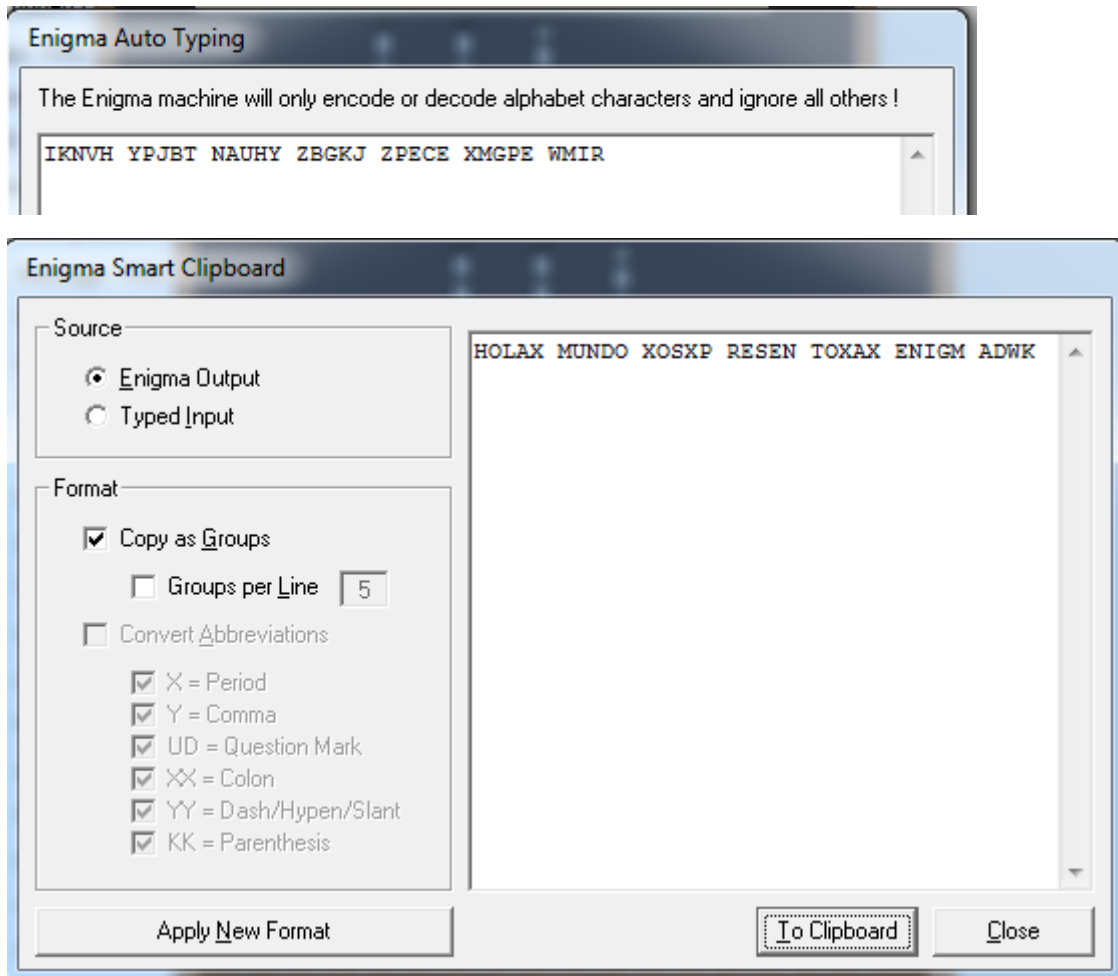 Enigma Auto Typing
The Enigma machine will only encode or decode alphabet characters and ignore all others !
IKNVH YPJBT NAUHY ZBGKJ ZPECE XMGPE WMIR
Enigma Smart Clipboard
Source
Enigma Output
Typed Input
Format
Copy as Groups
Groups per Line 5
Convert Abbreviations
X = Period
Y = Comma
UD = Question Mark
XX = Colon
YY = Dash/Hypen/Slant
KK = Parenthesis
Apply New Format
HOLAX MUNDO XOSXP RESEN TOXAX ENIGM ADWK
To Clipboard
Close